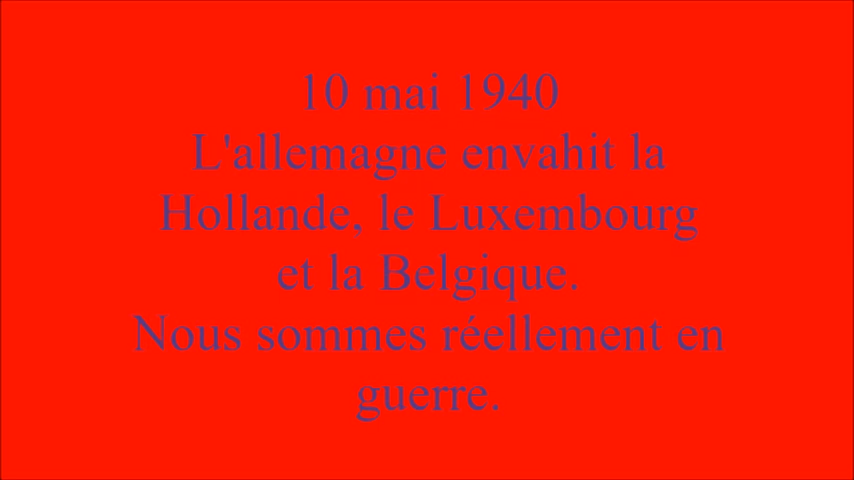 10 mai 1940
L'allemagne envahit la
Hollande, le Luxembourg
et la Belgique.
Nous sommes réellement en
guerre.